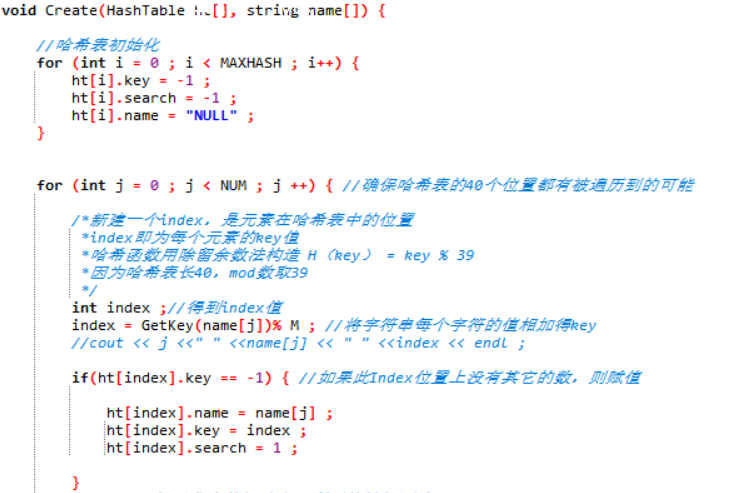 void Create(HashTable ht[], string name[]) {
//哈希表初始化
for (int i = 0 ; i < MAXHASH ; i++) {
ht[i].key = -1 ;
ht[i].search = -1 ;
ht[i].name = "NULL" ;
}
for (int j = 0 ; j < NUM ; j ++) { //确保哈希表的40个位置都有被遍历到的可能
/*新建一个index，是元素在哈希表中的位置
*index即为每个元素的key值
*哈希函数用除留余数法构造 H（key） = key % 39
*因为哈希表长40，mod数取39
*/
int index ;//得到index值
index = GetKey(name[j])% M ; //将字符串每个字符的值相加得key
//cout << j <<" " <<name[j] << " " <<index << endl ;
if(ht[index].key == -1) { //如果此Index位置上没有其它的数，则赋值
ht[index].name = name[j] ;
ht[index].key = index ;
ht[index].search = 1 ;
}